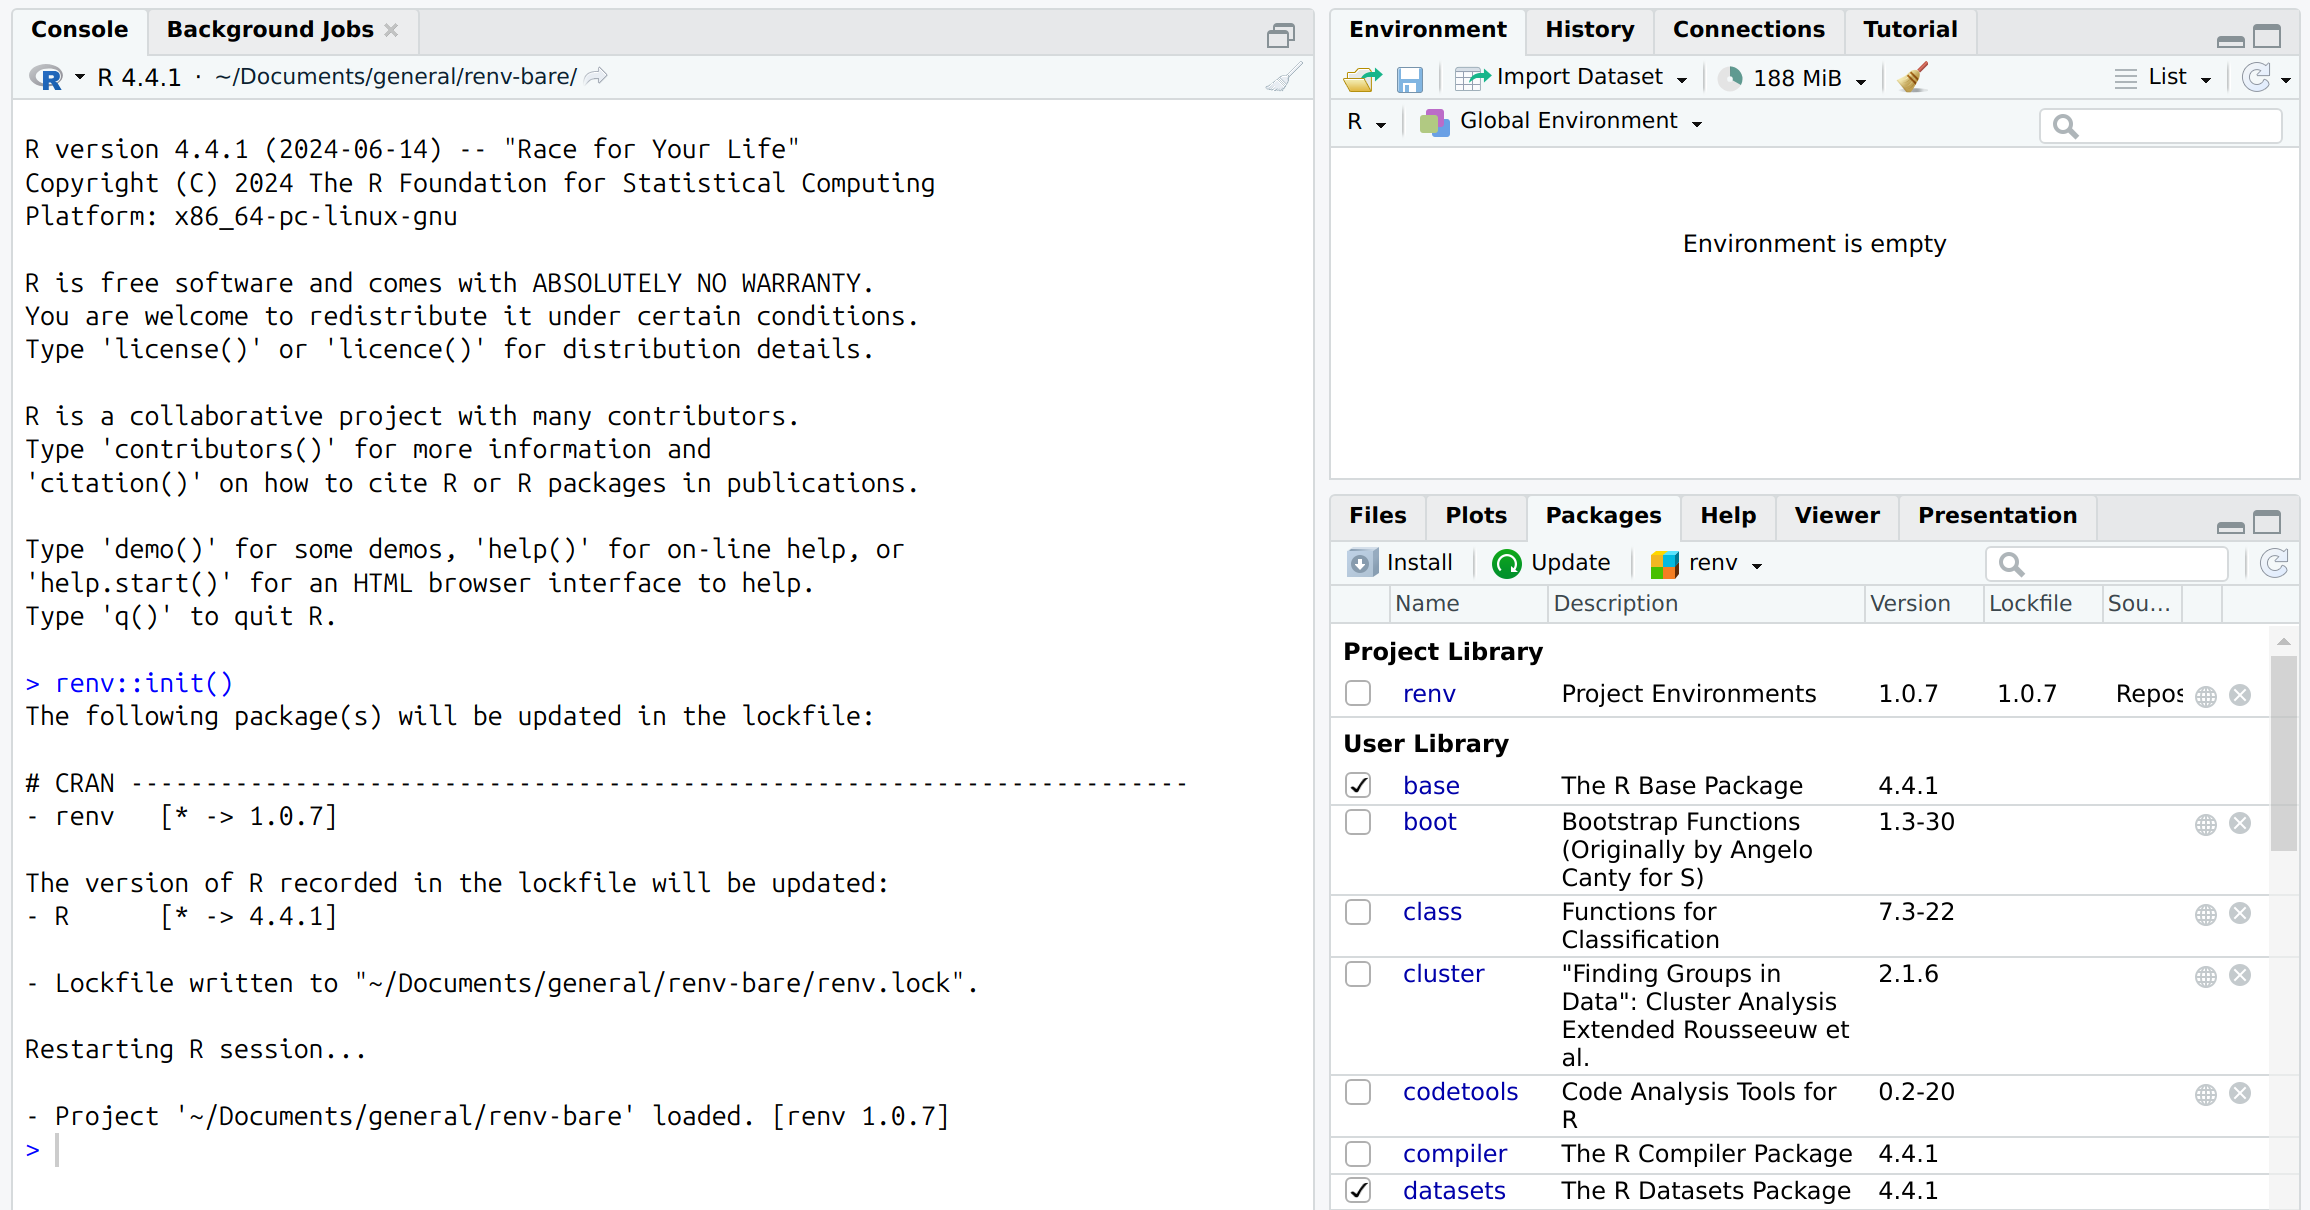 Console
Background Jobs
R 4.4.1 · ~/Documents/general/renv-bare/
R version 4.4.1 (2024-06-14) -- "Race for Your Life"
Copyright (C) 2024 The R Foundation for Statistical Computing
Platform: x86_64-pc-linux-gnu
R is free software and comes with ABSOLUTELY NO WARRANTY.
You are welcome to redistribute it under certain conditions.
Type 'license()' or 'licence()' for distribution details.
R is a collaborative project with many contributors.
Type 'contributors()' for more information and
'citation()' on how to cite R or R packages in publications.
Type 'demo()' for some demos, 'help()' for on-line help, or
'help.start()' for an HTML browser interface to help.
Type 'q()' to quit R.
> renv::init()
The following package(s) will be updated in the lockfile:
# CRAN -----------------------------------------------------------------------
- renv   [* -> 1.0.7]
The version of R recorded in the lockfile will be updated:
- R      [* -> 4.4.1]
- Lockfile written to "~/Documents/general/renv-bare/renv.lock".
Restarting R session...
- Project '~/Documents/general/renv-bare' loaded. [renv 1.0.7]
>
Environment History Connections Tutorial
Import Dataset 188 MiB List
R Global Environment
Environment is empty
Files Plots Packages Help Viewer Presentation
Install Update renv
Name Description Version Lockfile Sou...
Project Library
renv Project Environments 1.0.7 1.0.7 Repos
User Library
base The R Base Package 4.4.1
boot Bootstrap Functions 1.3-30
(Originally by Angelo
Canty for S)
class Functions for 7.3-22
Classification
cluster "Finding Groups in 2.1.6
Data": Cluster Analysis
Extended Rousseeuw et
al.
codetools Code Analysis Tools for 0.2-20
R
compiler The R Compiler Package 4.4.1
datasets The R Datasets Package 4.4.1